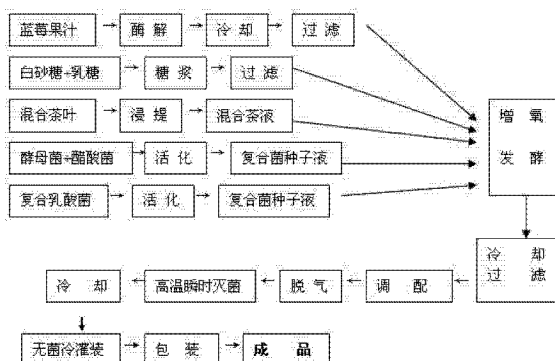 蓝莓果汁 酶 解 冷 却 过 滤
白砂糖+乳糖 糖 浆 过 滤
混合茶叶 浸 提 混合茶液
酵母菌+醋酸菌 活 化 复合菌种子液
复合乳酸菌 活 化 复合菌种子液
增 氧
发 酵
冷 却
过 滤
调 配
脱 气
高温瞬时灭菌
冷 却
无菌冷灌装 包 装 成 品